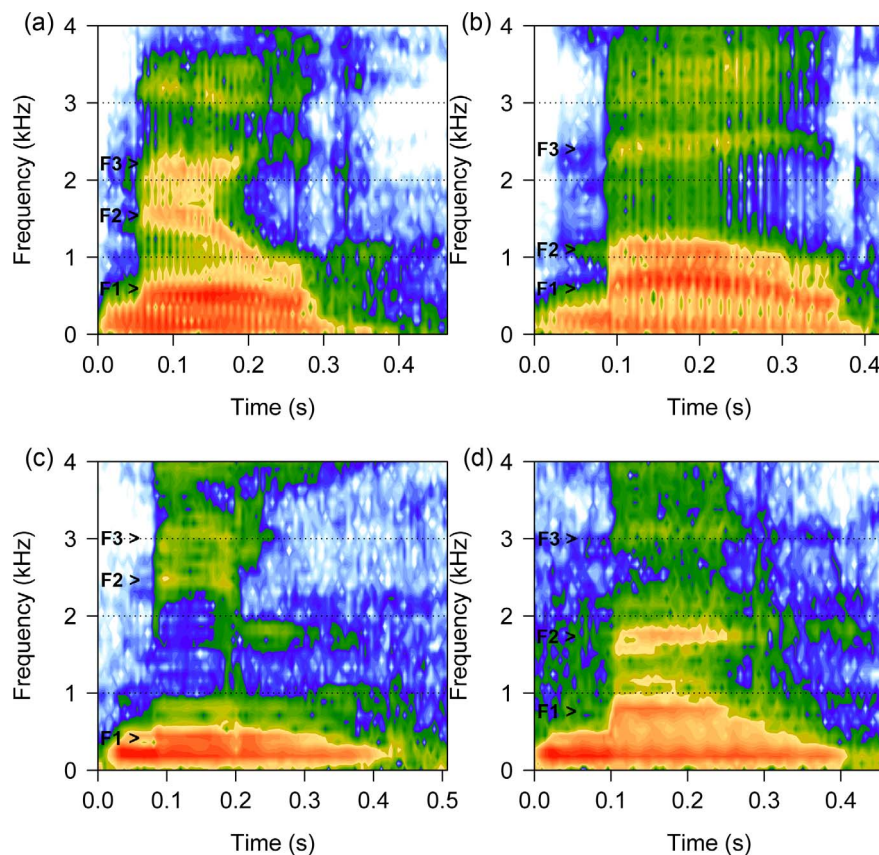 (a)
Frequency (kHz)
4
3
2
1
0
F3 >
F2 >
F1 >
0.0 0.1 0.2 0.3 0.4
Time (s)
(b)
Frequency (kHz)
4
3
2
1
0
F3 >
F2 >
F1 >
0.0 0.1 0.2 0.3 0.4
Time (s)
(c)
Frequency (kHz)
4
3
2
1
0
F3 >
F2 >
F1 >
0.0 0.1 0.2 0.3 0.4 0.5
Time (s)
(d)
Frequency (kHz)
4
3
2
1
0
F3 >
F2 >
F1 >
0.0 0.1 0.2 0.3 0.4
Time (s)